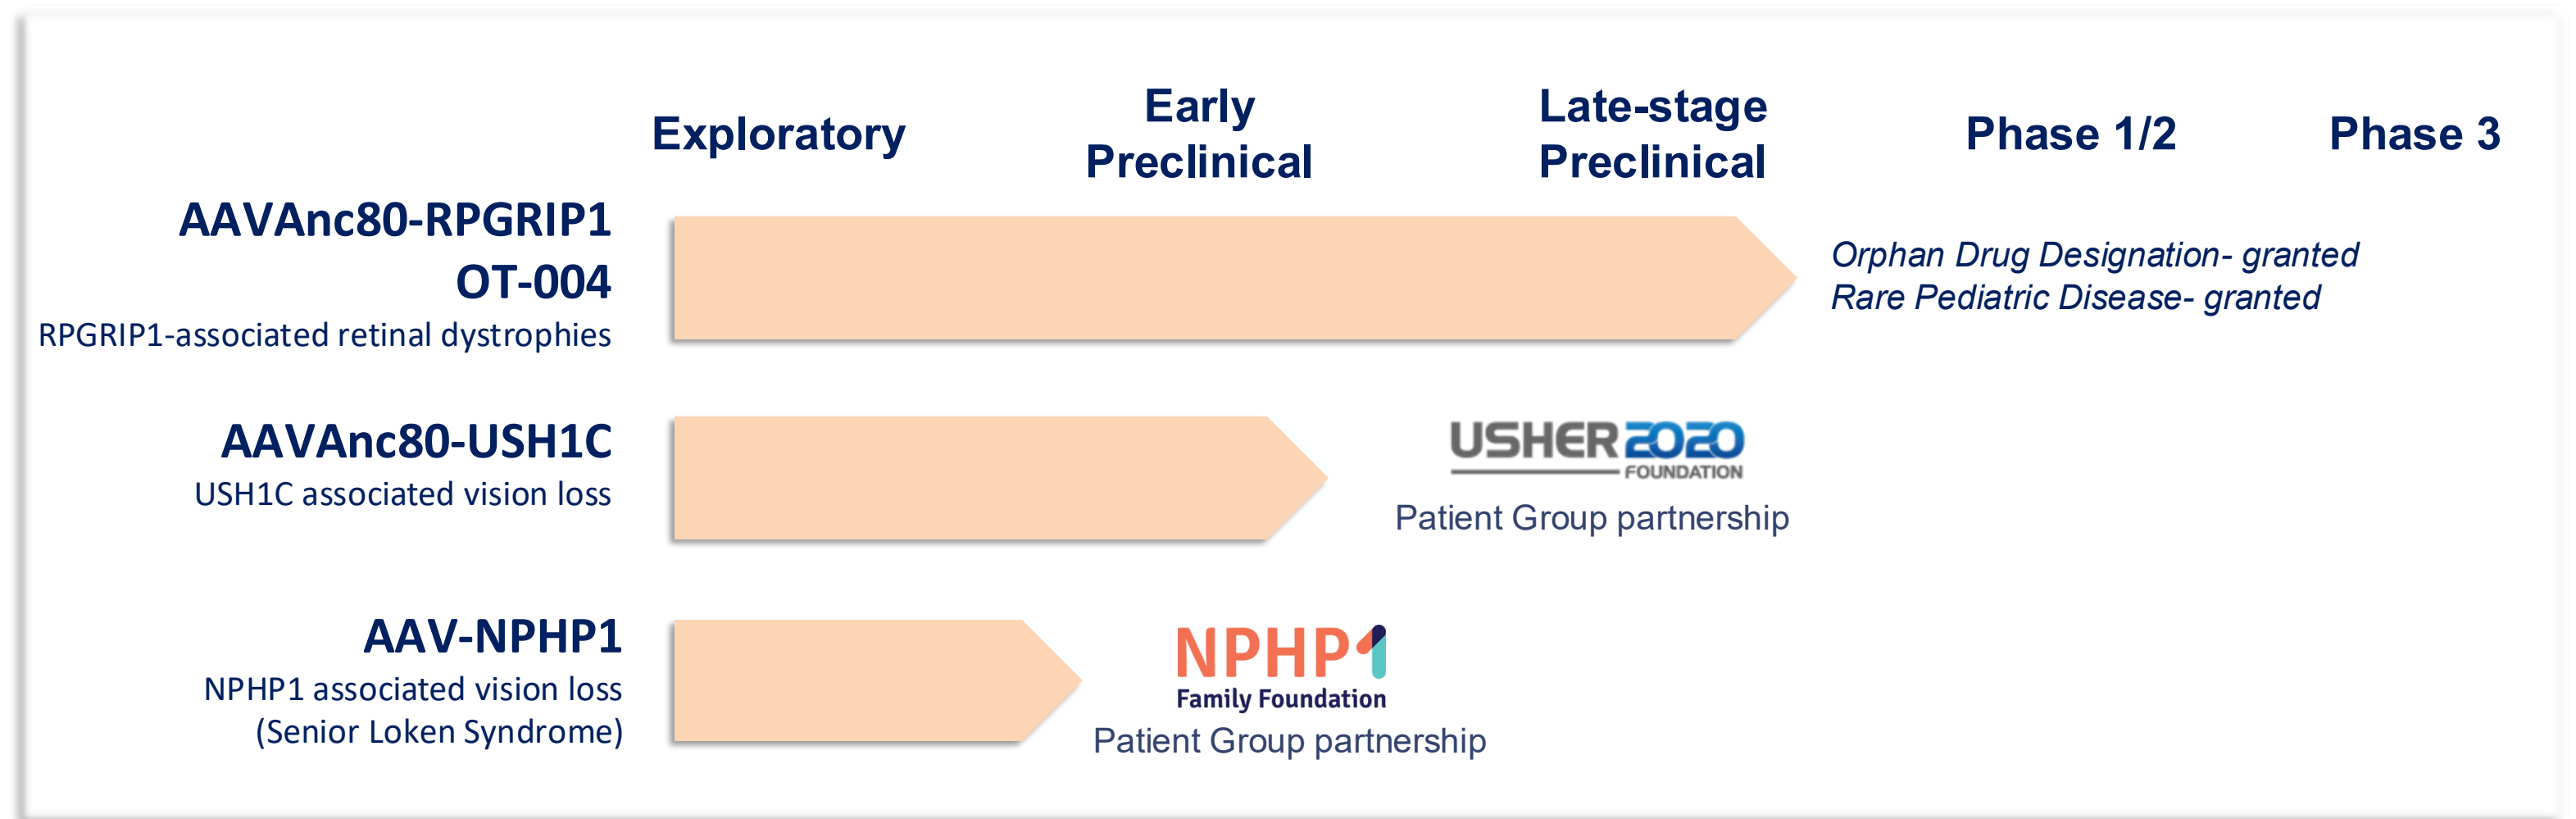 Exploratory
Early
Preclinical
Late-stage
Preclinical
Phase 1/2
Phase 3
AAVAnc80-RPGRIP1
OT-004
RPGRIP1-associated retinal dystrophies
Orphan Drug Designation- granted
Rare Pediatric Disease- granted
AAVAnc80-USH1C
USH1C associated vision loss
USHER 2020
FOUNDATION
Patient Group partnership
AAV-NPHP1
NPHP1 associated vision loss
(Senior Loken Syndrome)
NPHP1
Family Foundation
Patient Group partnership